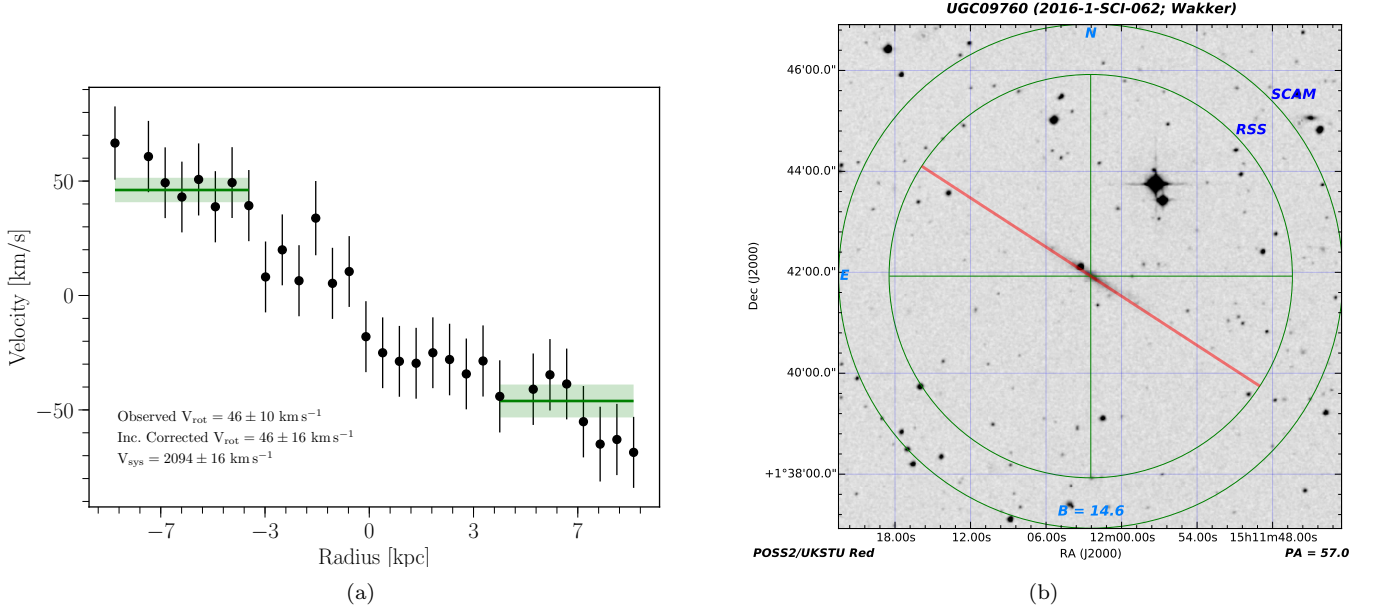 50
0
−50
Velocity [km/s]
Observed V_rot = 46 ± 10 km s⁻¹
Inc. Corrected V_rot = 46 ± 16 km s⁻¹
V_sys = 2094 ± 16 km s⁻¹
−7 −3 0 3 7
Radius [kpc]
(a)
UGC09760 (2016-1-SCI-062; Wakker)
N
46'00.0"
SCAM
RSS
44'00.0"
42'00.0"
E
Dec (J2000)
40'00.0"
+1°38'00.0"
B = 14.6
18.00s 12.00s 06.00s 12m00.00s 54.00s 15h11m48.00s
POSS2/UKSTU Red
RA (J2000)
PA = 57.0
(b)